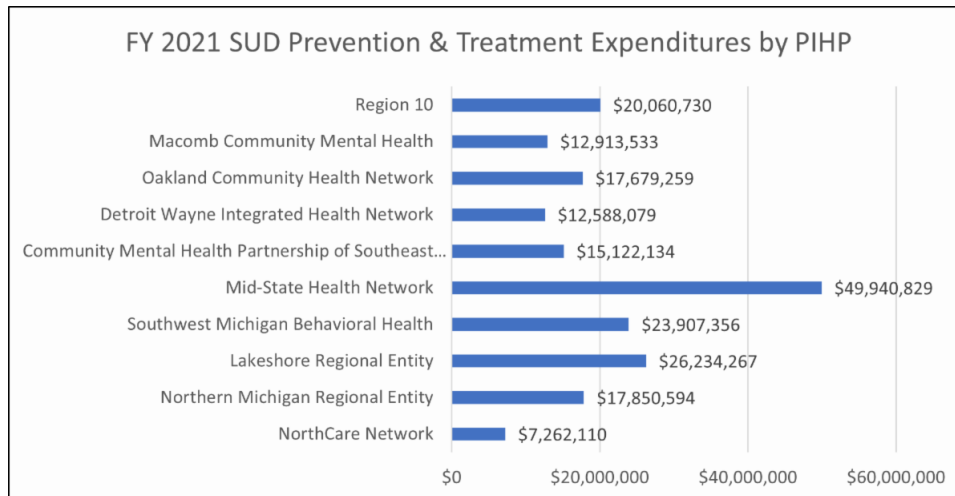 FY 2021 SUD Prevention & Treatment Expenditures by PIHP
Region 10 $20,060,730
Macomb Community Mental Health $12,913,533
Oakland Community Health Network $17,679,259
Detroit Wayne Integrated Health Network $12,588,079
Community Mental Health Partnership of Southeast... $15,122,134
Mid-State Health Network $49,940,829
Southwest Michigan Behavioral Health $23,907,356
Lakeshore Regional Entity $26,234,267
Northern Michigan Regional Entity $17,850,594
NorthCare Network $7,262,110
$0 $20,000,000 $40,000,000 $60,000,000